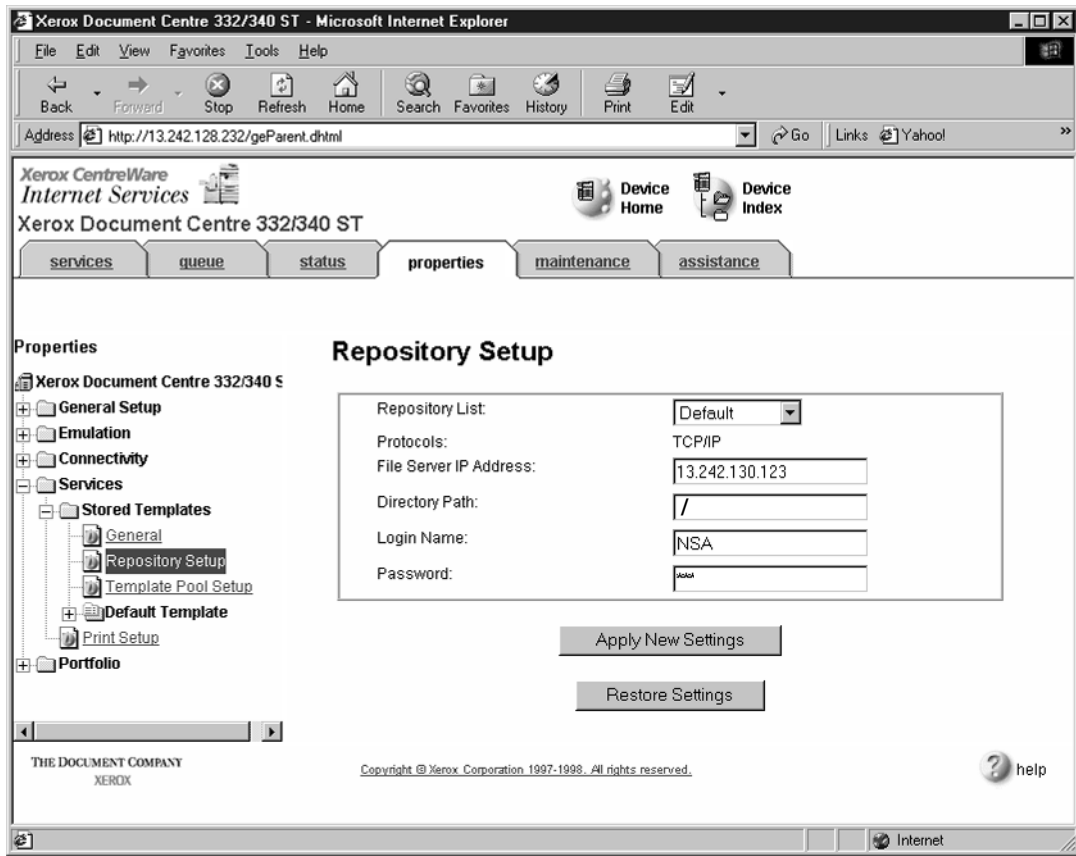 Xerox Document Centre 332/340 ST - Microsoft Internet Explorer
File Edit View Favorites Tools Help
Back Forward Stop Refresh Home Search Favorites History Print Edit
Address http://13.242.128.232/geParent.dhtml Go Links Yahoo! »
Xerox CentreWare
Internet Services
Xerox Document Centre 332/340 ST
Device Home
Device Index
services queue status properties maintenance assistance
Properties
Xerox Document Centre 332/340 S
General Setup
Emulation
Connectivity
Services
Stored Templates
General
Repository Setup
Template Pool Setup
Default Template
Print Setup
Portfolio
Repository Setup
Repository List: Default
Protocols: TCP/IP
File Server IP Address: 13.242.130.123
Directory Path: /
Login Name: NSA
Password: ***
Apply New Settings
Restore Settings
THE DOCUMENT COMPANY
XEROX
Copyright © Xerox Corporation 1997-1998. All rights reserved.
? help
Internet